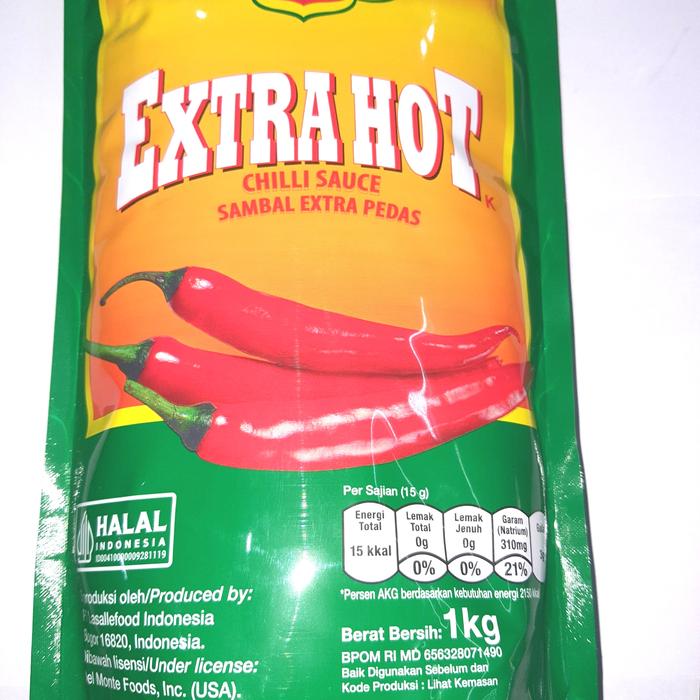 EXTRA HOT
CHILLI SAUCE
SAMBAL EXTRA PEDAS
K
HALAL
INDONESIA
Per Sajian (15 g)
Energi Total 15 kkal
Lemak Total 0g 0%
Lemak Jenuh 0g 0%
Garam (Natrium) 310mg 21%
*Persen AKG berdasarkan kebutuhan energi 2150
oleh/Produced by:
Lasallefood Indonesia
16820, Indonesia.
lisensi/Under license:
Monte Foods, Inc. (USA).
Berat Bersih: 1kg
BPOM RI MD 656328071490
Baik Digunakan Sebelum dan
Kode Produksi : Lihat Kemasan